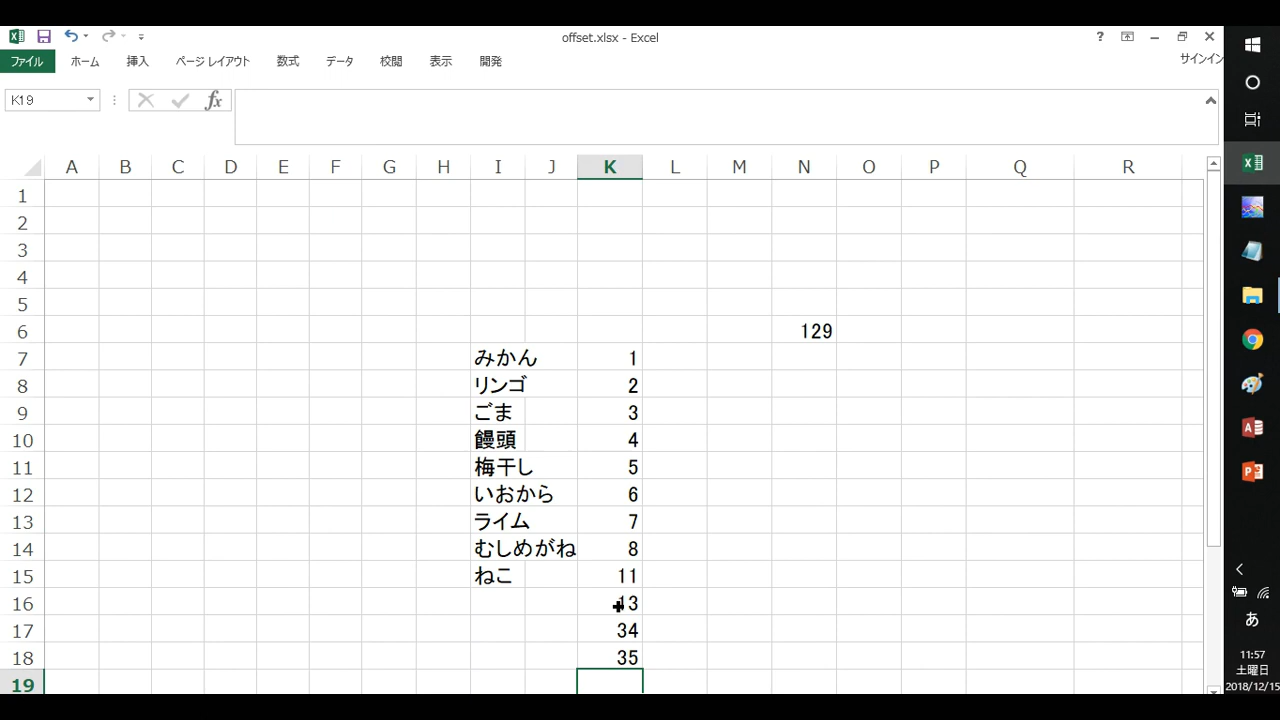 offset.xlsx - Excel
ファイル ホーム 挿入 ページ レイアウト 数式 データ 校閲 表示 開発 サインイン
K19 fx
A B C D E F G H I J K L M N O P Q R
1
2
3
4
5
6 129
7 みかん 1
8 リンゴ 2
9 ごま 3
10 饅頭 4
11 梅干し 5
12 いおから 6
13 ライム 7
14 むしめがね 8
15 ねこ 11
16 13
17 34
18 35
19
あ
11:57
土曜日
2018/12/15